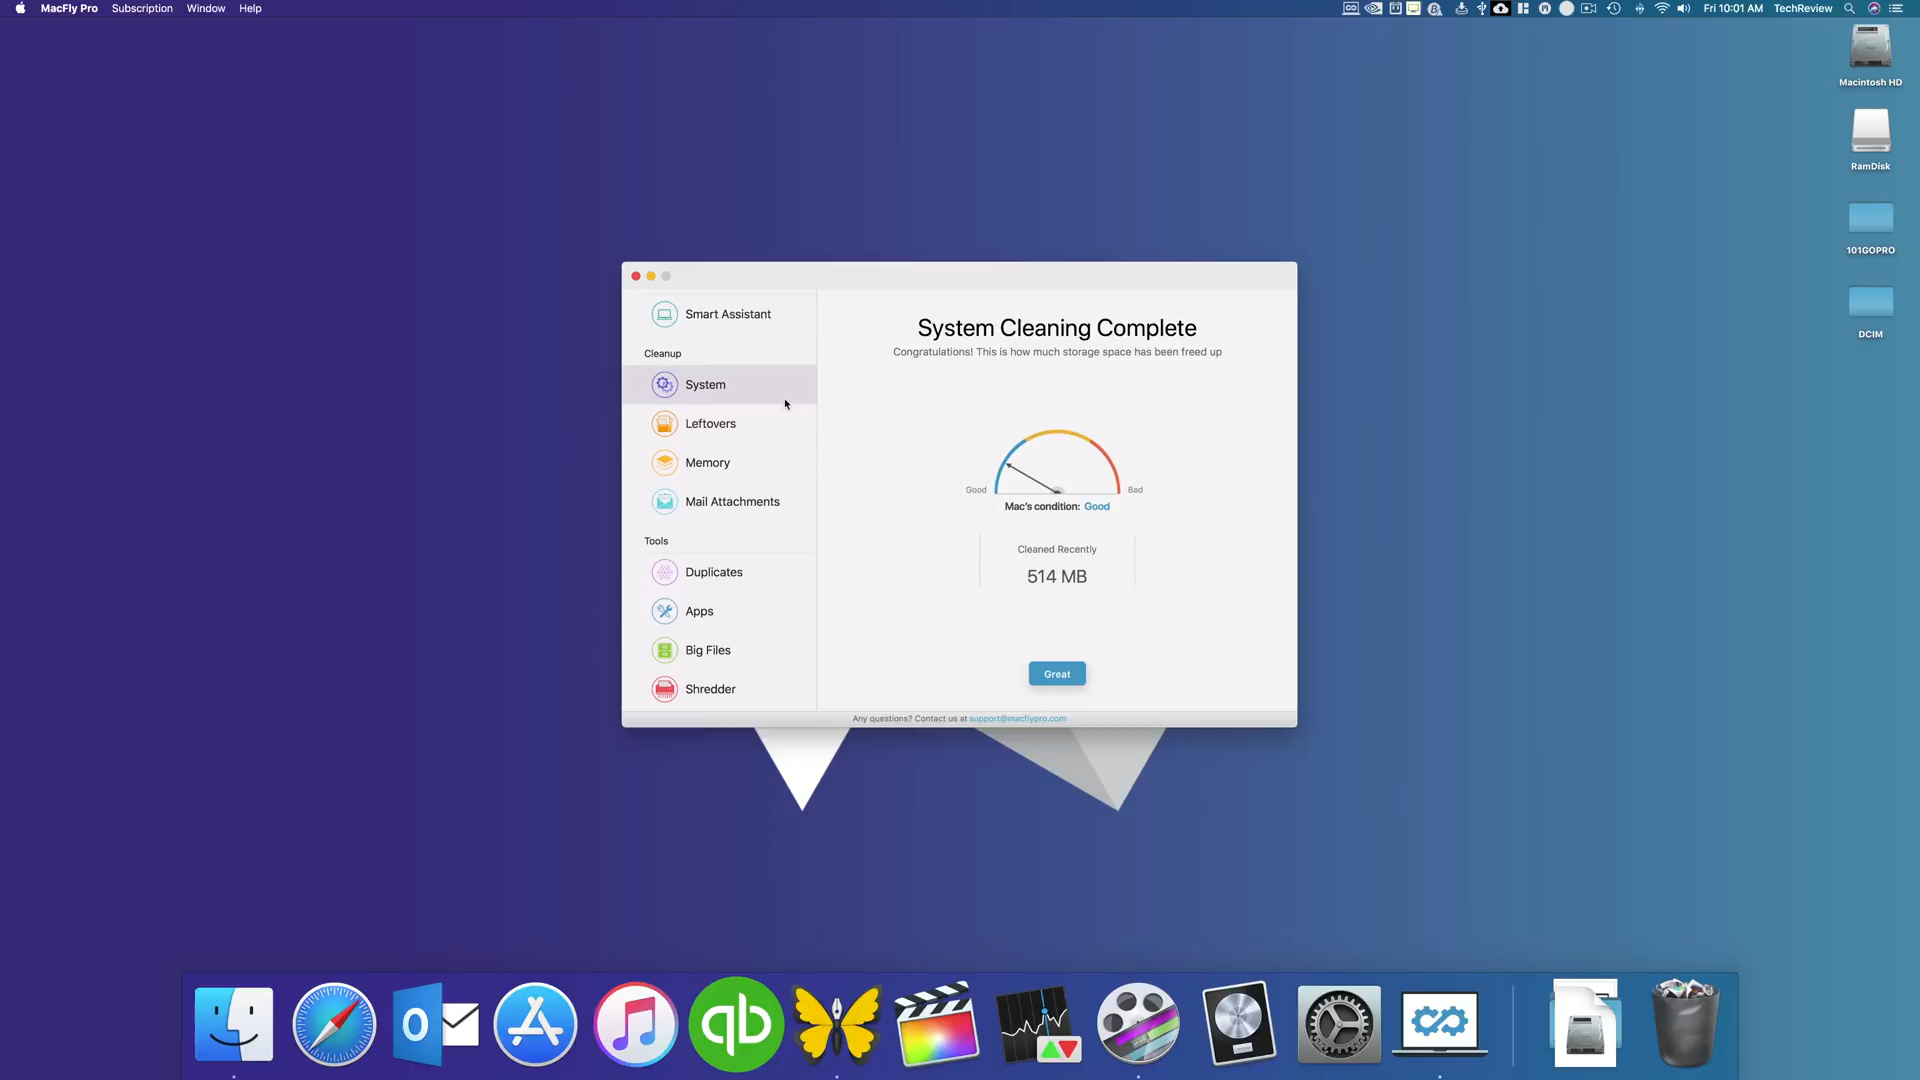 MacFly Pro Subscription Window Help
Fri 10:01 AM TechReview
Macintosh HD
RamDisk
101GOPRO
DCIM
Smart Assistant
Cleanup
System
Leftovers
Memory
Mail Attachments
Tools
Duplicates
Apps
Big Files
Shredder
System Cleaning Complete
Congratulations! This is how much storage space has been freed up
Good
Bad
Mac's condition: Good
Cleaned Recently
514 MB
Great
Any questions? Contact us at support@macflypro.com
qb